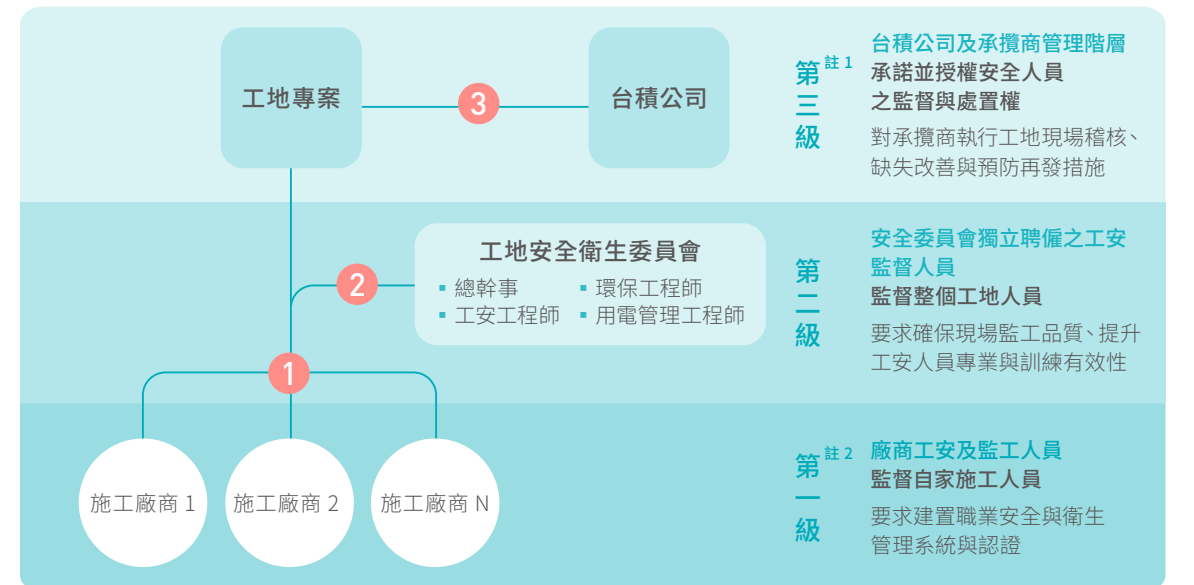 工地專案
3
台積公司
第三級
註 1
台積公司及承攬商管理階層
承諾並授權安全人員
之監督與處置權
對承攬商執行工地現場稽核、
缺失改善與預防再發措施
2
工地安全衛生委員會
▪ 總幹事 ▪ 環保工程師
▪ 工安工程師 ▪ 用電管理工程師
第二級
安全委員會獨立聘僱之工安
監督人員
監督整個工地人員
要求確保現場監工品質、提升
工安人員專業與訓練有效性
1
施工廠商 1
施工廠商 2
施工廠商 N
第一級
註 2
廠商工安及監工人員
監督自家施工人員
要求建置職業安全與衛生
管理系統與認證